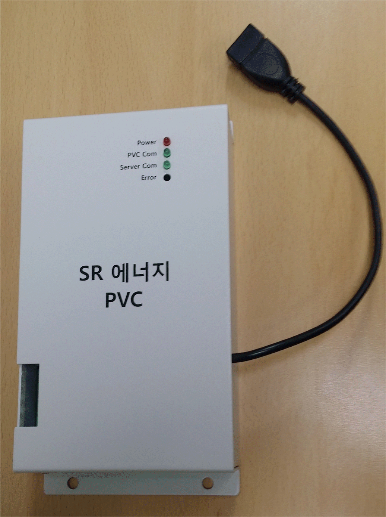 Power
PVC Com
Server Com
Error
SR 에너지
PVC